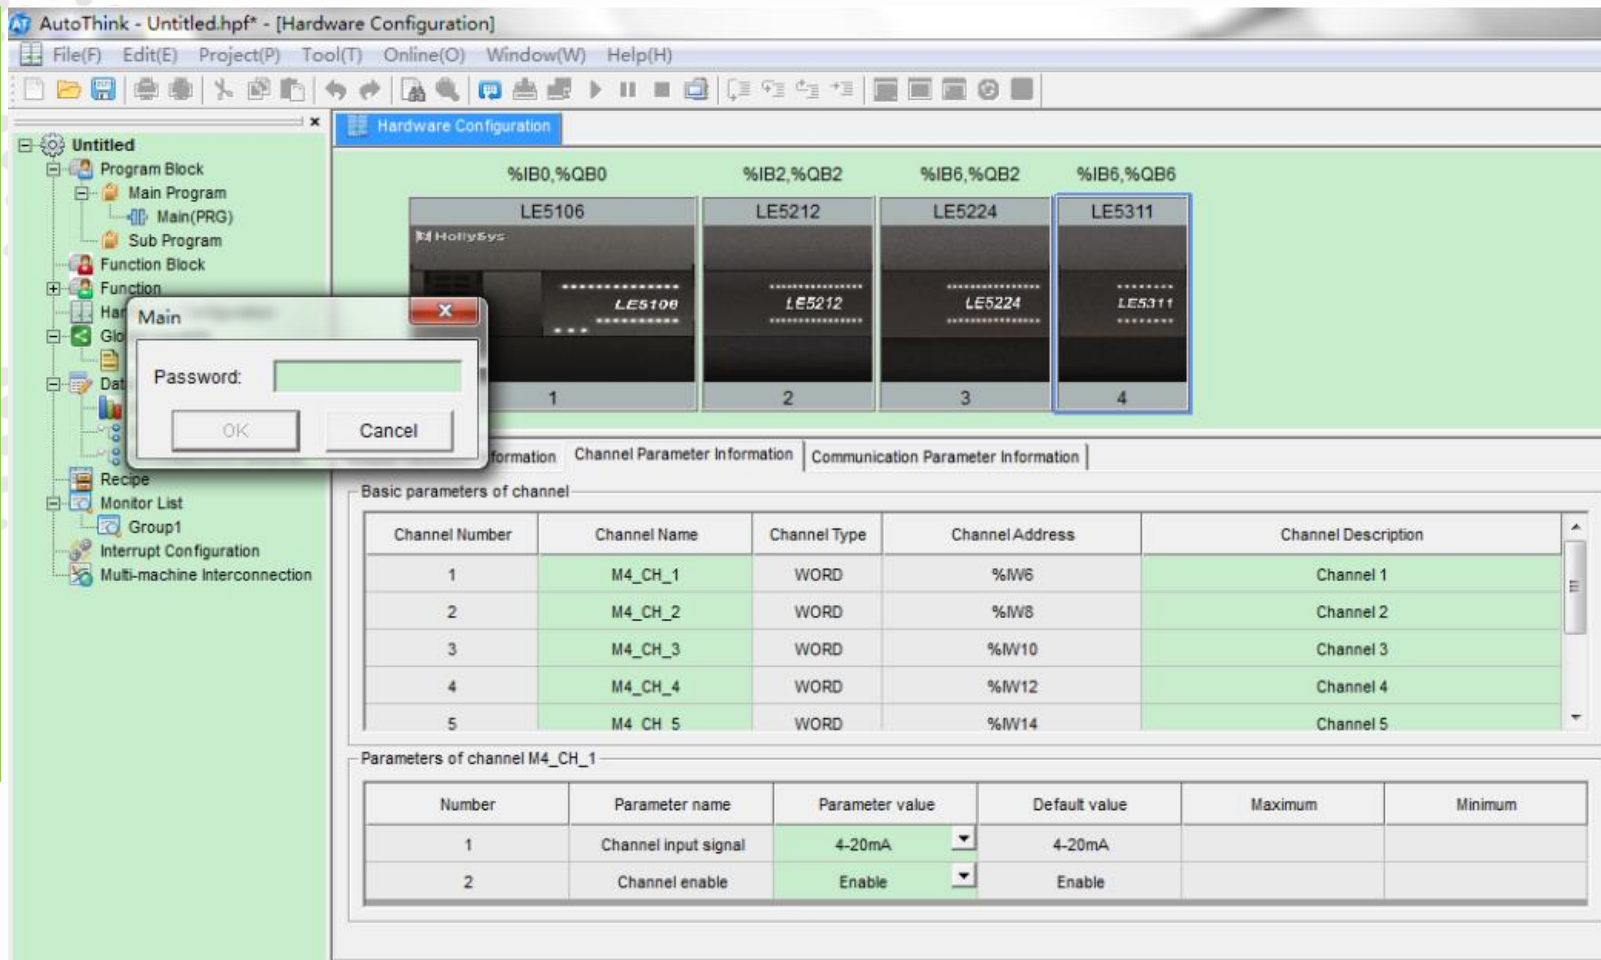 AutoThink - Untitled.hpf* - [Hardware Configuration]
File(F) Edit(E) Project(P) Tool(T) Online(O) Window(W) Help(H)
Untitled
Program Block
Main Program
Main(PRG)
Sub Program
Function Block
Function
Har
Glo
Dat
Recipe
Monitor List
Group1
Interrupt Configuration
Multi-machine Interconnection
Main
Password:
OK Cancel
Hardware Configuration
%IB0,%QB0 %IB2,%QB2 %IB6,%QB2 %IB6,%QB6
LE5106 LE5212 LE5224 LE5311
HollySys
LE5106 LE5212 LE5224 LE5311
1 2 3 4
formation Channel Parameter Information Communication Parameter Information
Basic parameters of channel
Channel Number Channel Name Channel Type Channel Address Channel Description
1 M4_CH_1 WORD %IW6 Channel 1
2 M4_CH_2 WORD %IW8 Channel 2
3 M4_CH_3 WORD %IW10 Channel 3
4 M4_CH_4 WORD %IW12 Channel 4
5 M4_CH_5 WORD %IW14 Channel 5
Parameters of channel M4_CH_1
Number Parameter name Parameter value Default value Maximum Minimum
1 Channel input signal 4-20mA 4-20mA
2 Channel enable Enable Enable